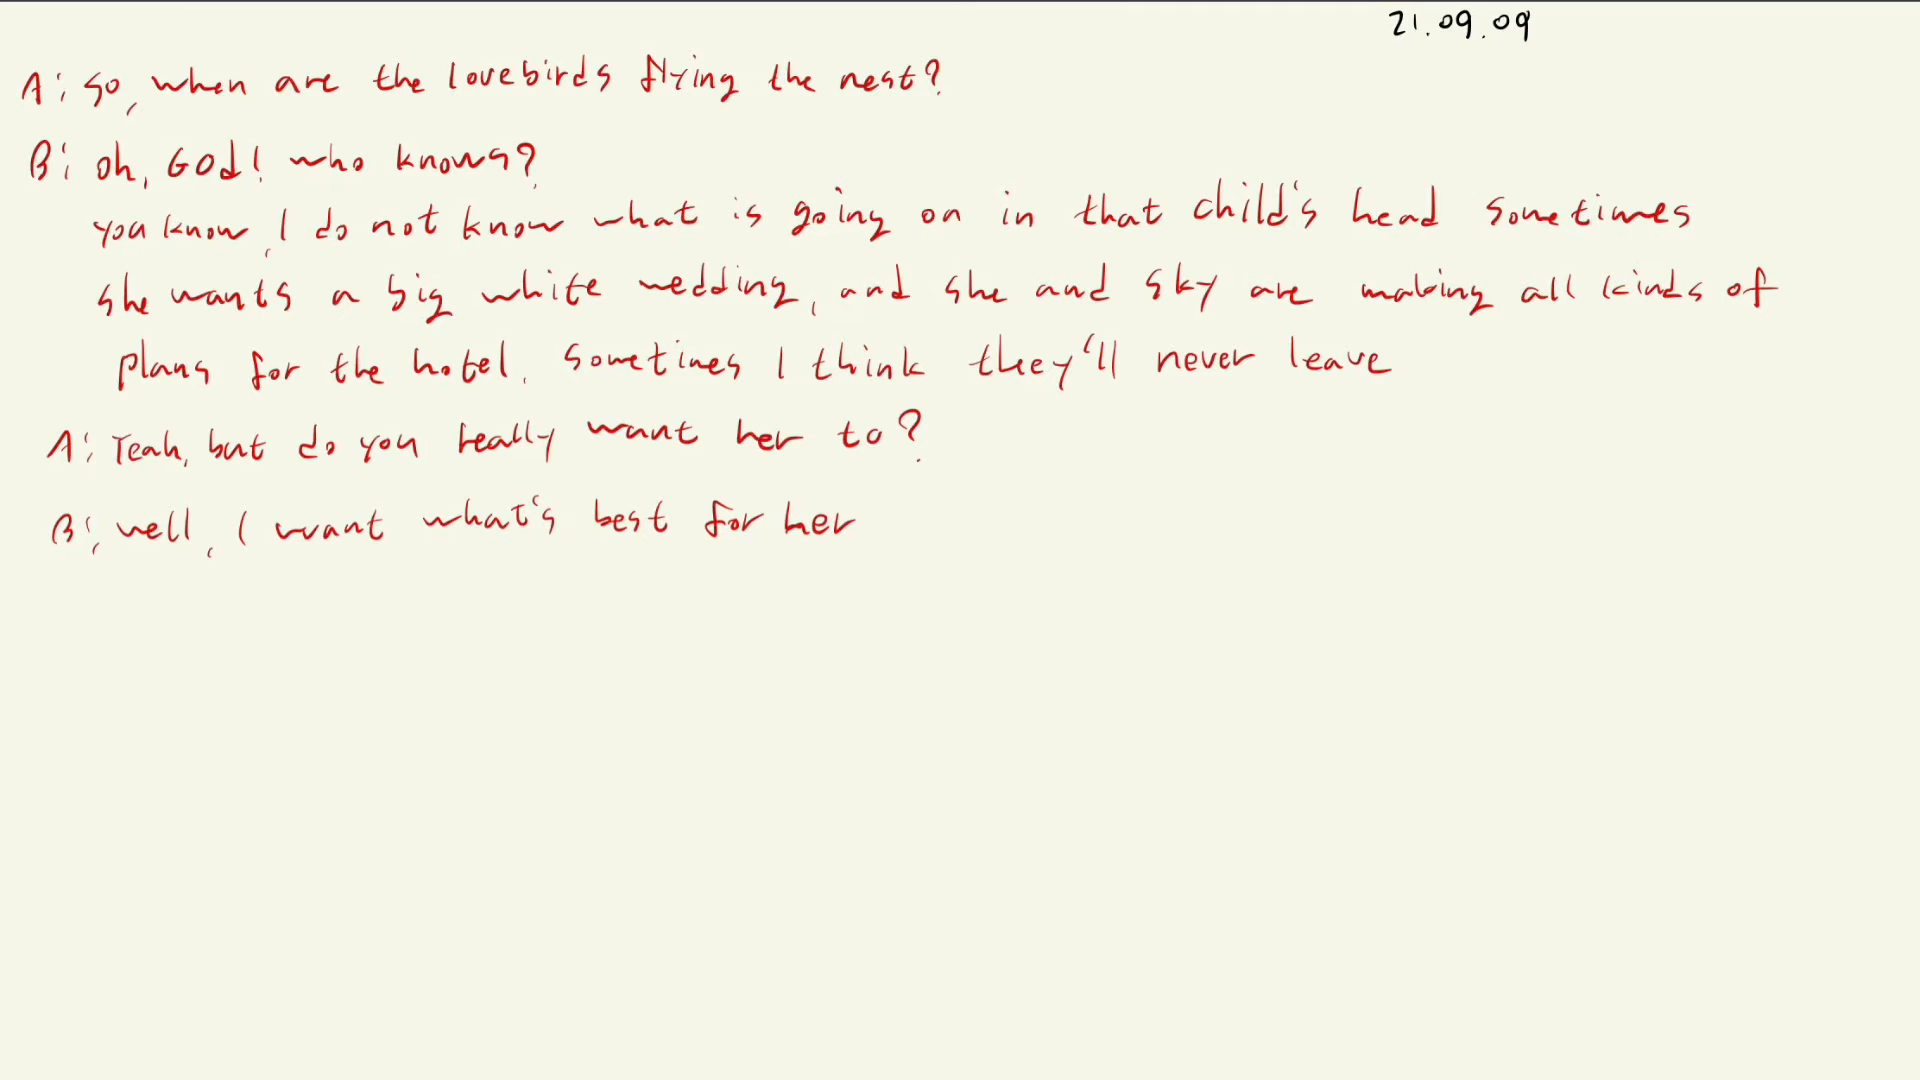 21.09.09
A: So, when are the lovebirds flying the nest?
B: oh, God! who knows?
you know, I do not know what is going on in that child's head sometimes
she wants a big white wedding, and she and sky are making all kinds of
plans for the hotel. Sometimes I think they'll never leave
A: Yeah, but do you really want her to?
B: well, I want what's best for her